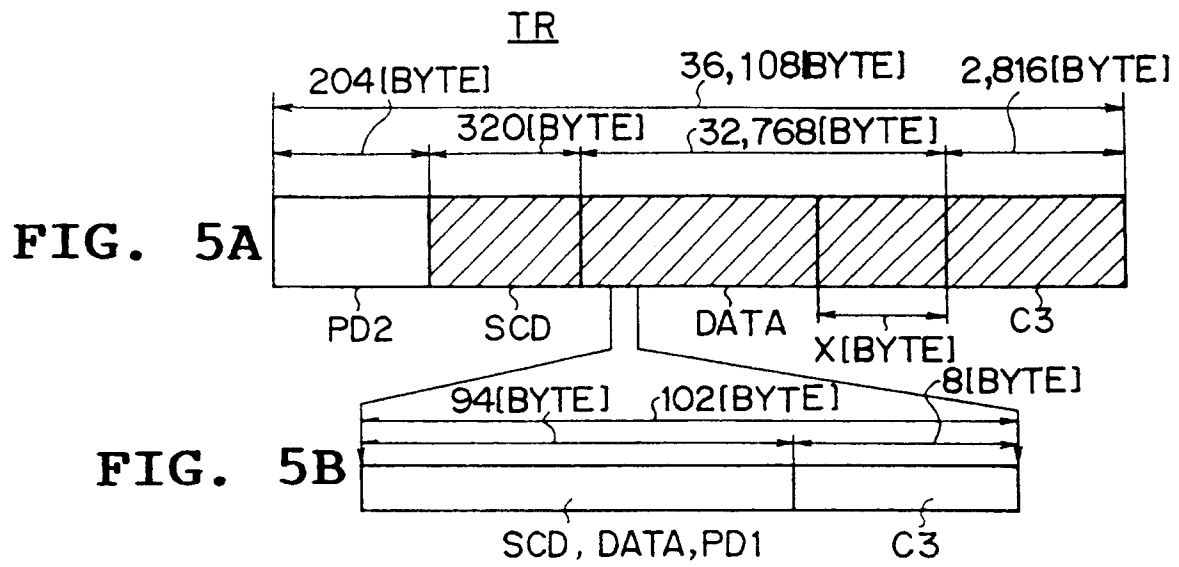 TR
36,108[BYTE]
204[BYTE]
2,816[BYTE]
320[BYTE]
32,768[BYTE]
FIG. 5A
PD2
SCD
DATA
C3
X[BYTE]
8[BYTE]
94[BYTE]
102[BYTE]
FIG. 5B
SCD, DATA, PD1
C3